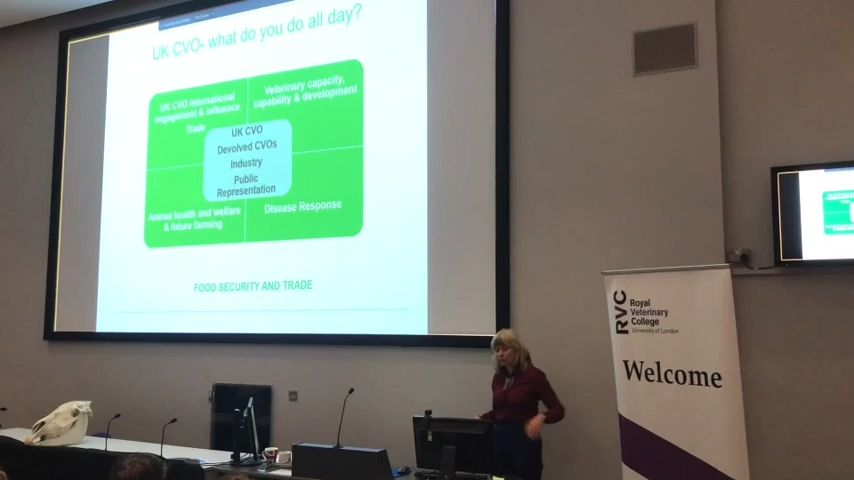 UK CVO- what do you do all day?
UK CVO international
engagement & influence
Trade
Veterinary capacity,
capability & development
UK CVO
Devolved CVOs
Industry
Public
Representation
Animal health and welfare
& future farming
Disease Response
FOOD SECURITY AND TRADE
RVC
Royal
Veterinary
College
University of London
Welcome